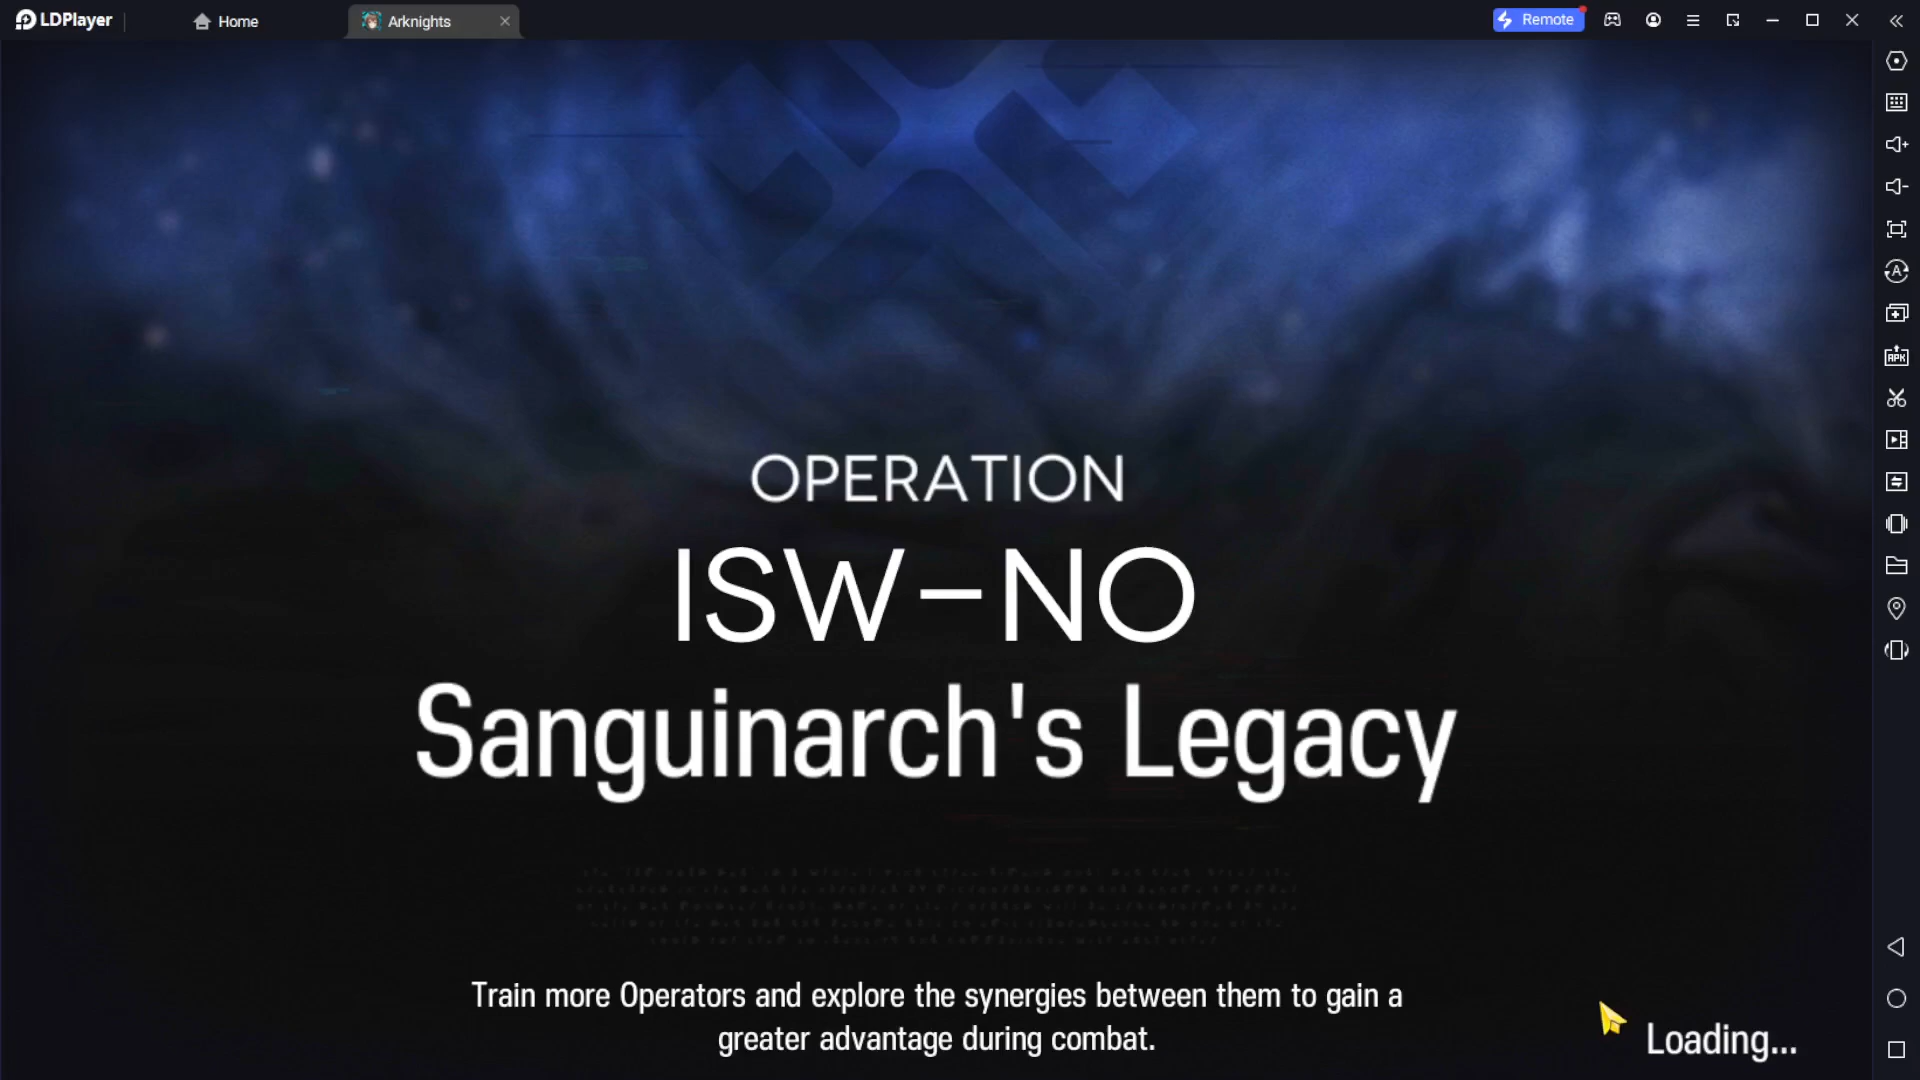 LDPlayer
Home
Arknights
Remote
A
APK
OPERATION
ISW-NO
Sanguinarch's Legacy
Train more Operators and explore the synergies between them to gain a
greater advantage during combat.
Loading...